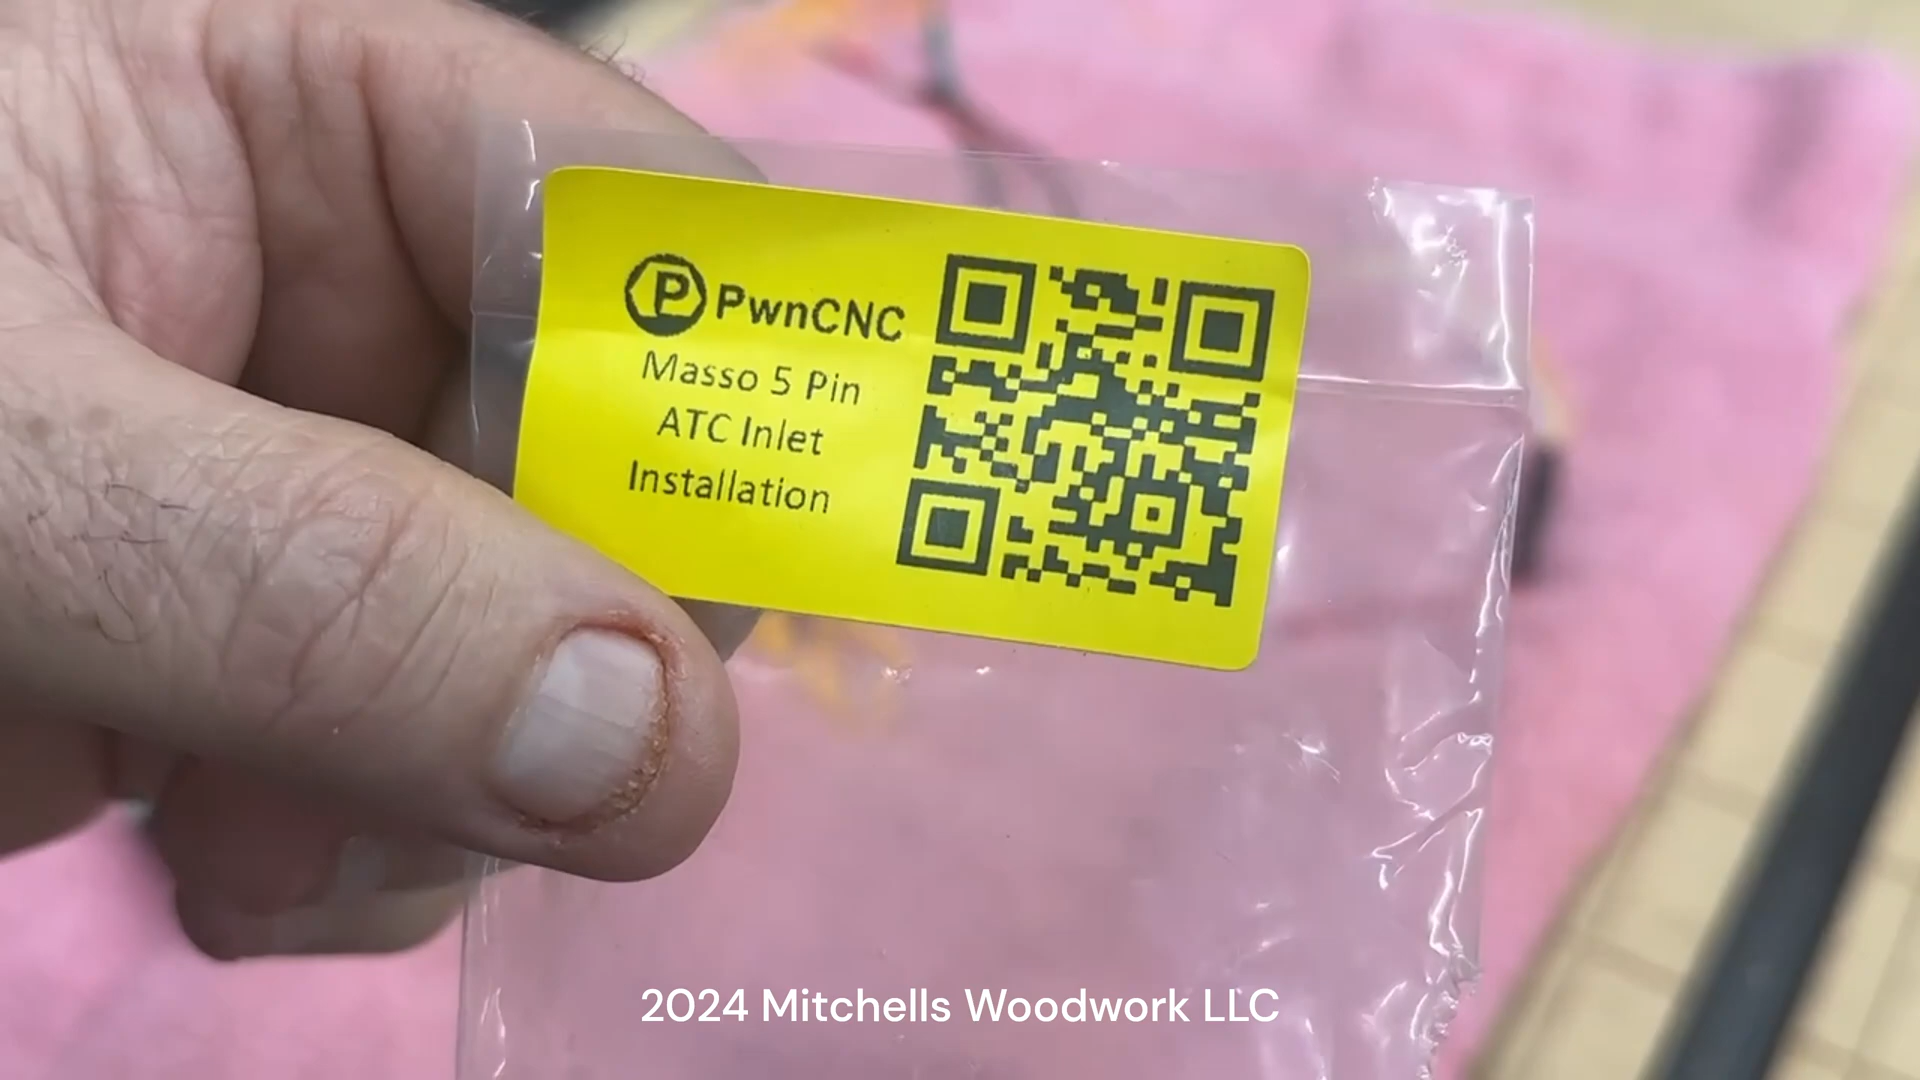 P PwnCNC
Masso 5 Pin
ATC Inlet
Installation
2024 Mitchells Woodwork LLC